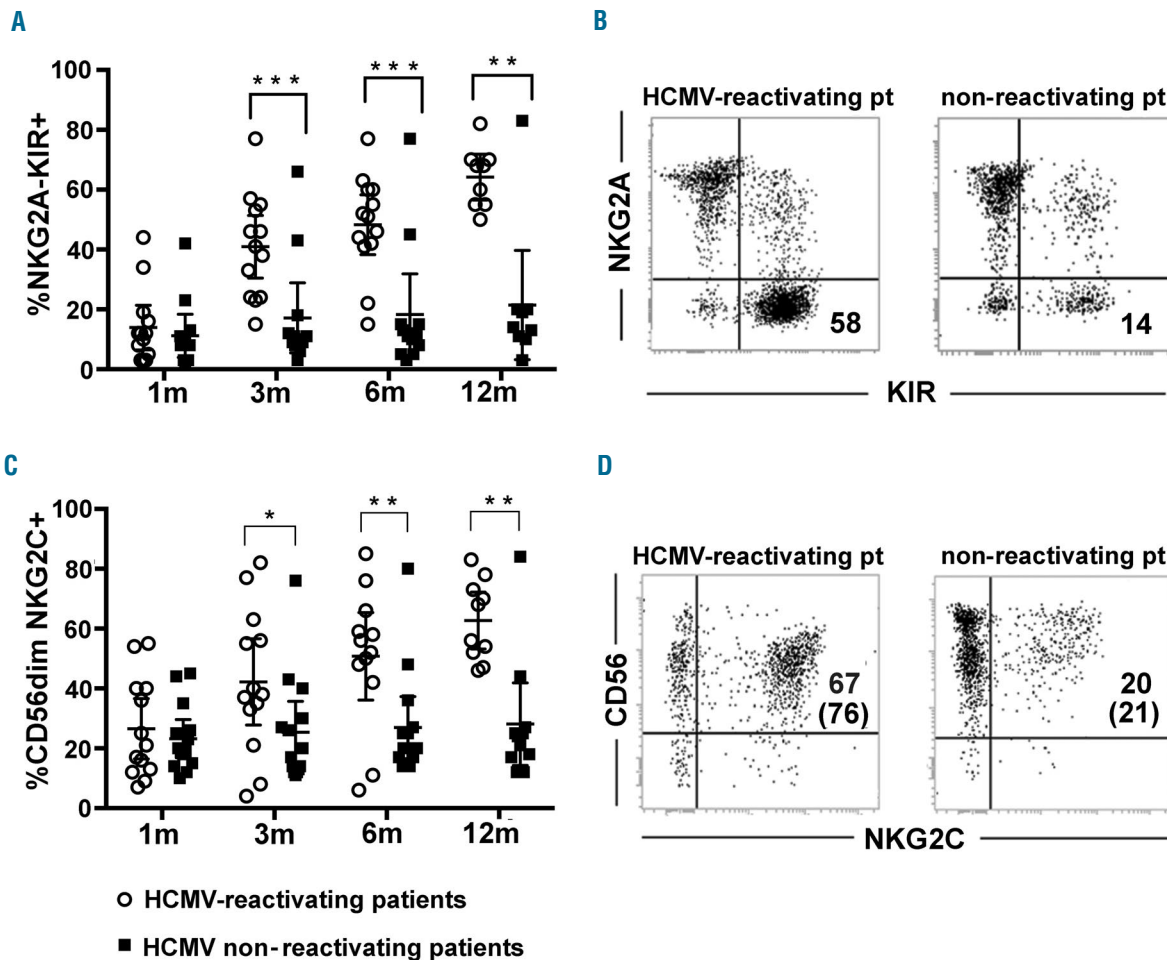 A
%NKG2A-KIR+
100
80
60
40
20
0
* * *
* * *
* *
1m
3m
6m
12m
B
HCMV-reactivating pt
non-reactivating pt
NKG2A
58
14
KIR
C
%CD56dim NKG2C+
100
80
60
40
20
0
*
* *
* *
1m
3m
6m
12m
D
HCMV-reactivating pt
non-reactivating pt
CD56
67
(76)
20
(21)
NKG2C
HCMV-reactivating patients
HCMV non-reactivating patients